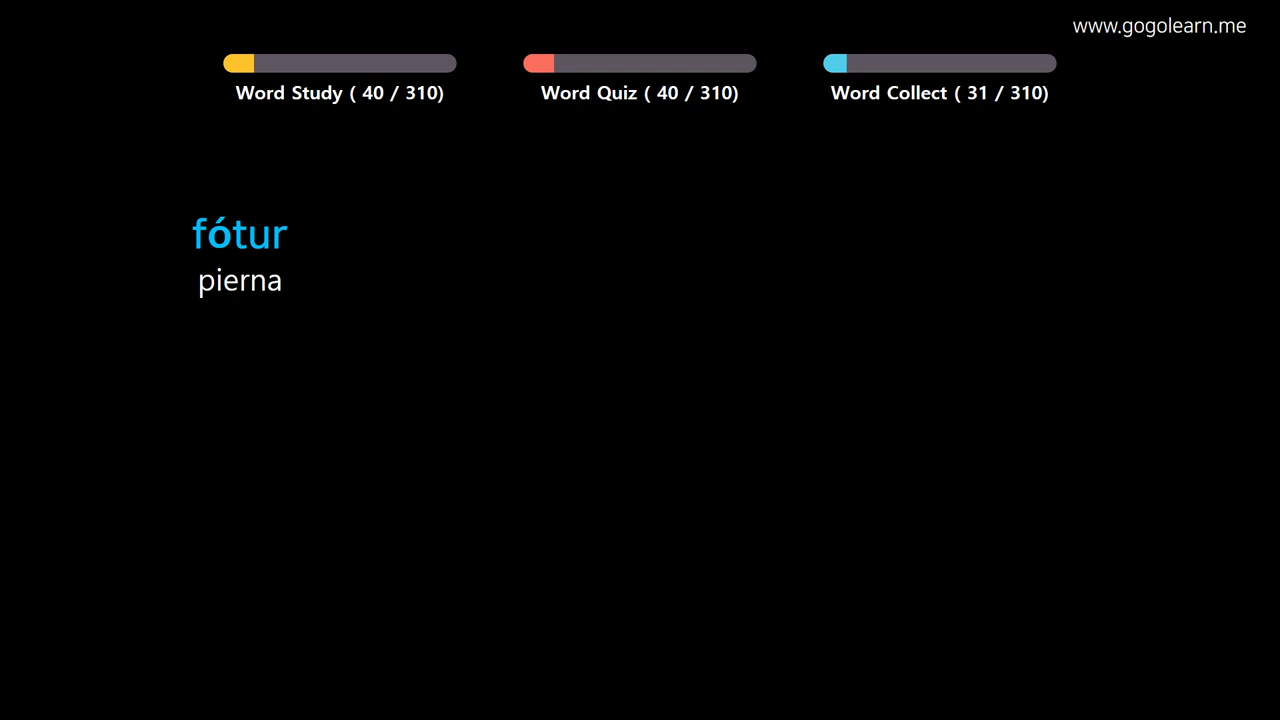 www.gogolearn.me
Word Study ( 40 / 310)
Word Quiz ( 40 / 310)
Word Collect ( 31 / 310)
fótur
pierna